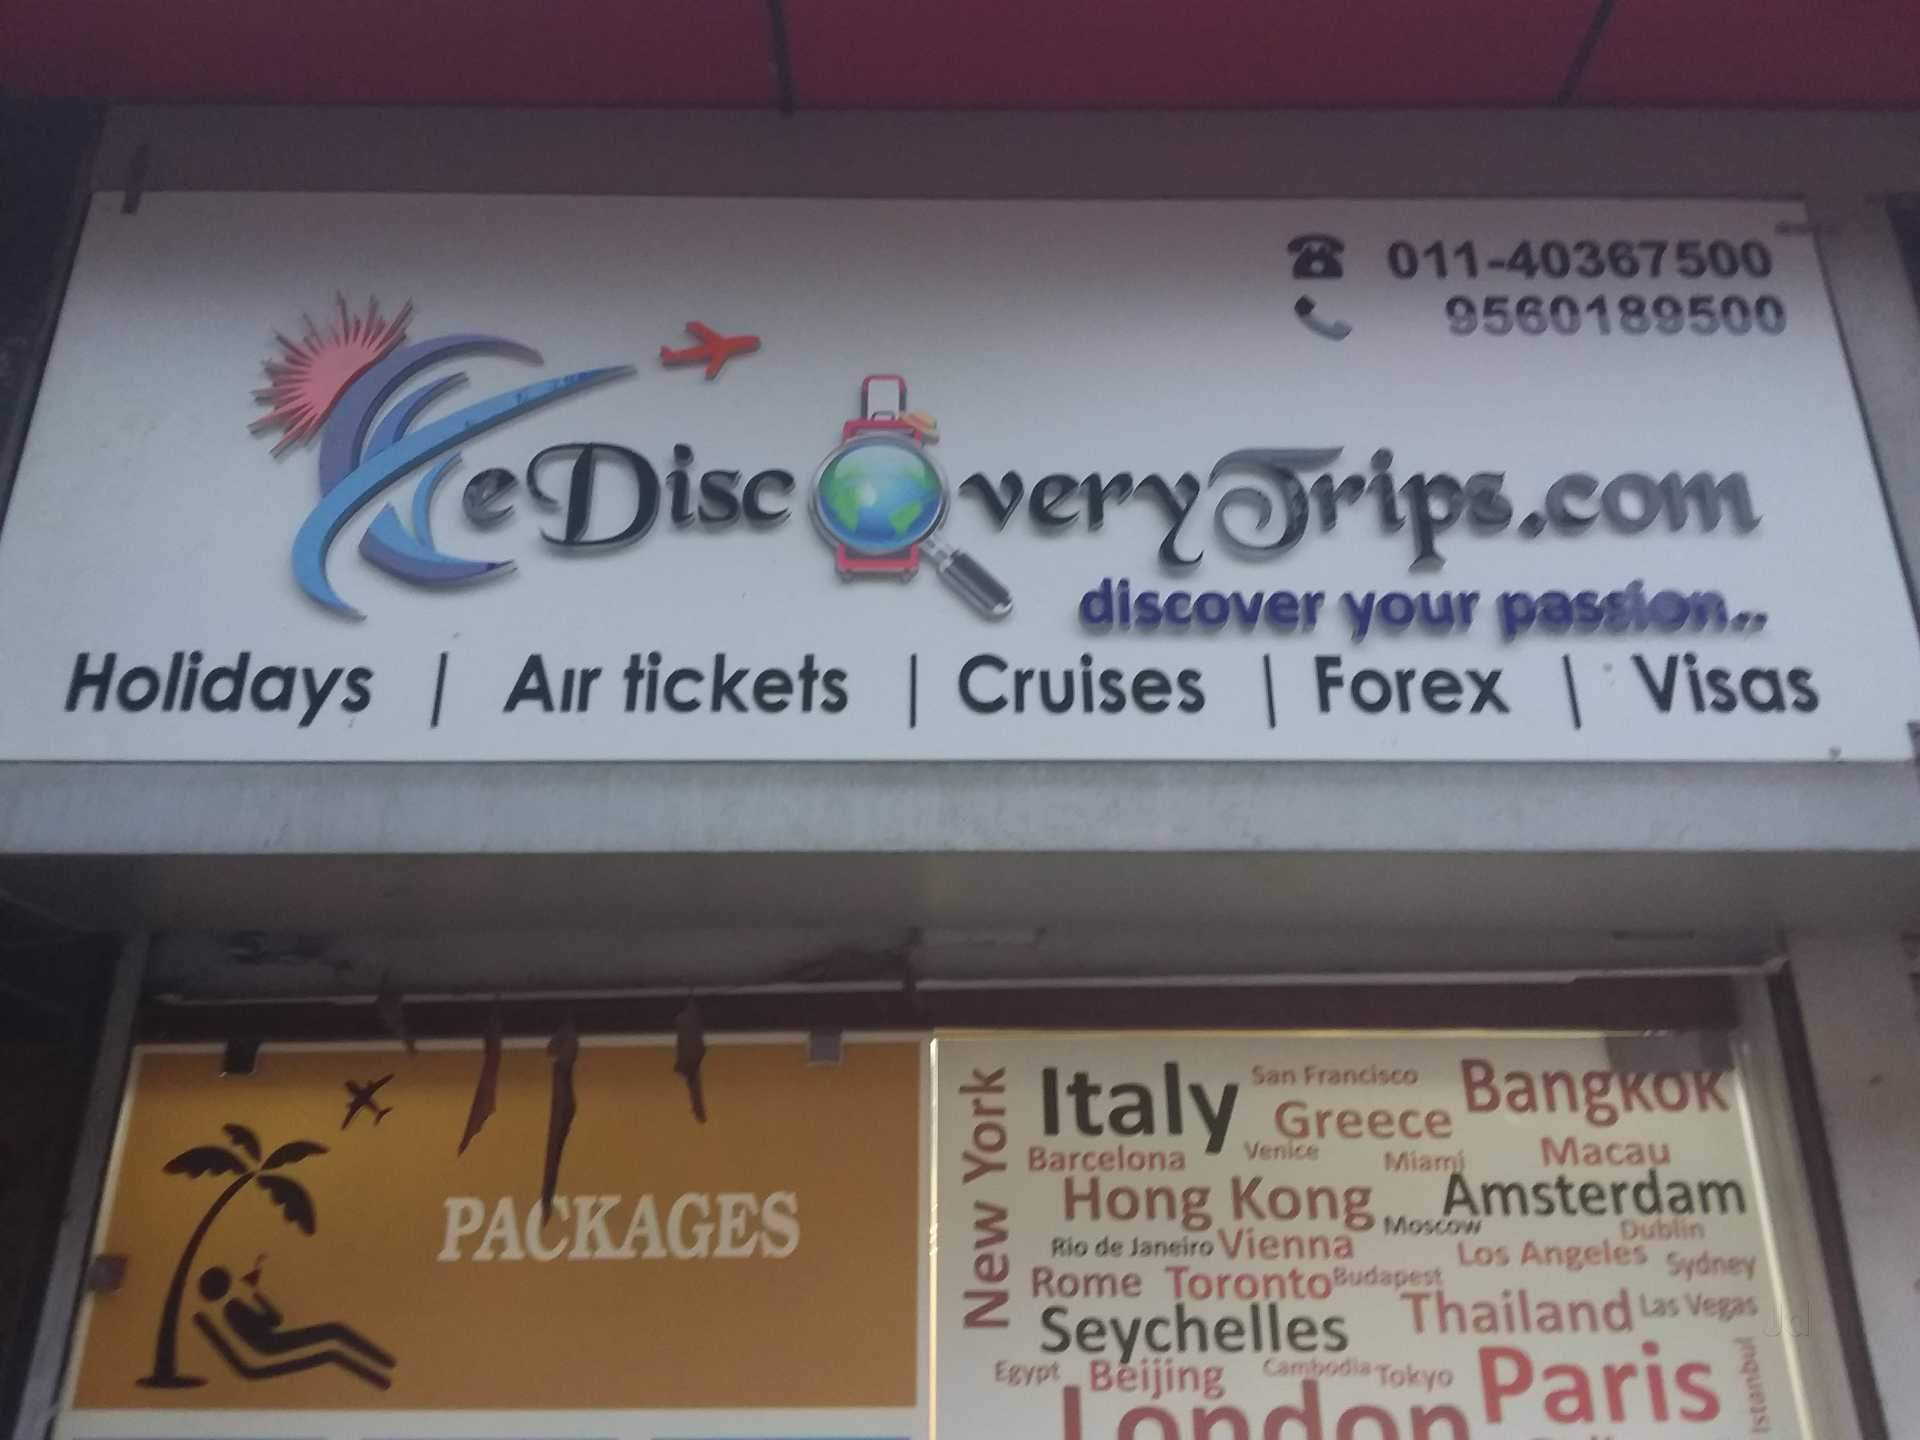 011-40367500
9560189500
eDiscoveryTrips.com
discover your passion..
Holidays | Air tickets | Cruises | Forex | Visas
PACKAGES
New York
Italy
San Francisco
Bangkok
Greece
Barcelona
Venice
Miami
Macau
Hong Kong
Amsterdam
Moscow
Dublin
Rio de Janeiro
Vienna
Los Angeles
Sydney
Rome
Toronto
Budapest
Thailand
Las Vegas
Seychelles
Egypt
Beijing
Cambodia
Tokyo
Paris
Istanbul
London
Jd